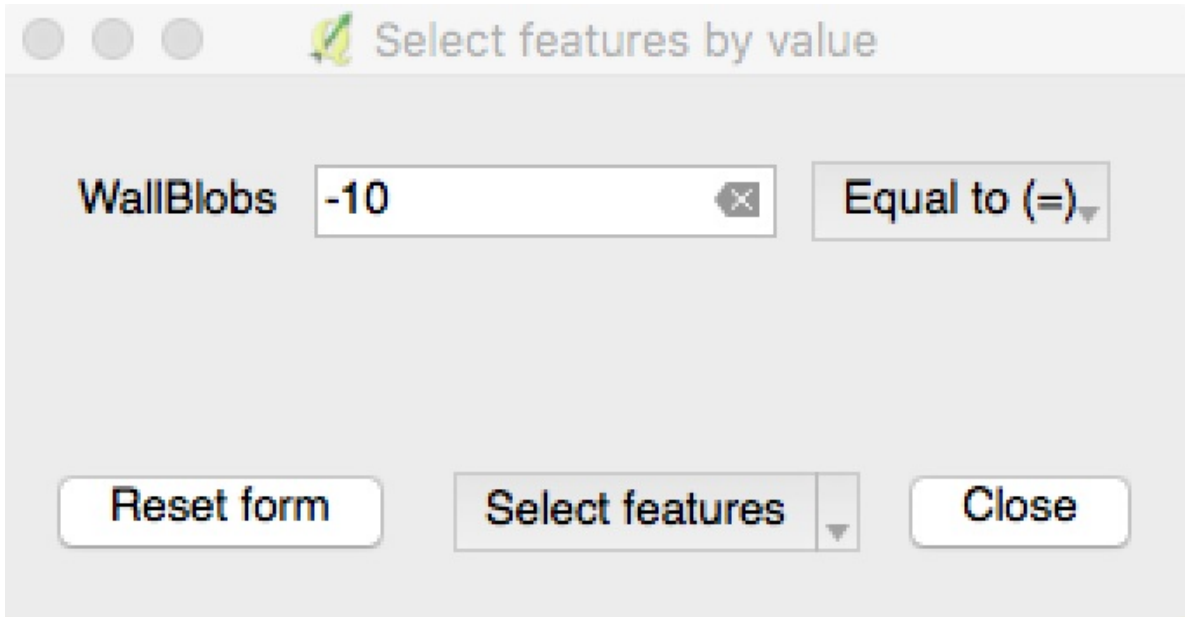 Select features by value
WallBlobs -10 Equal to (=)
Reset form Select features Close